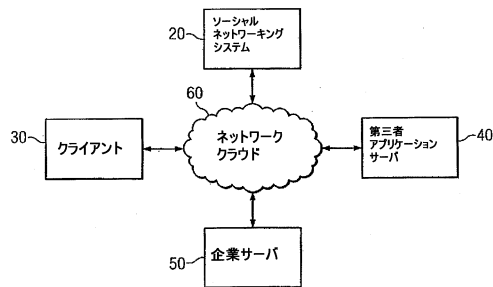 20
ソーシャル
ネットワーキング
システム
60
30
クライアント
ネットワーク
クラウド
第三者
アプリケーション
サーバ
40
50
企業サーバ